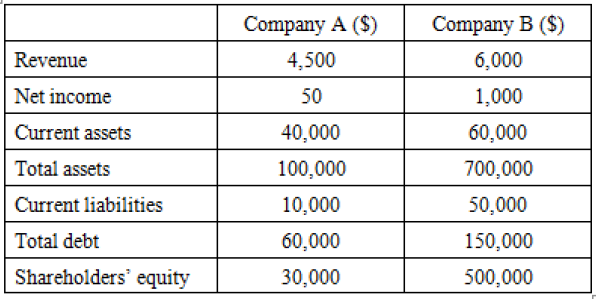 Company A ($) Company B ($)
Revenue 4,500 6,000
Net income 50 1,000
Current assets 40,000 60,000
Total assets 100,000 700,000
Current liabilities 10,000 50,000
Total debt 60,000 150,000
Shareholders’ equity 30,000 500,000